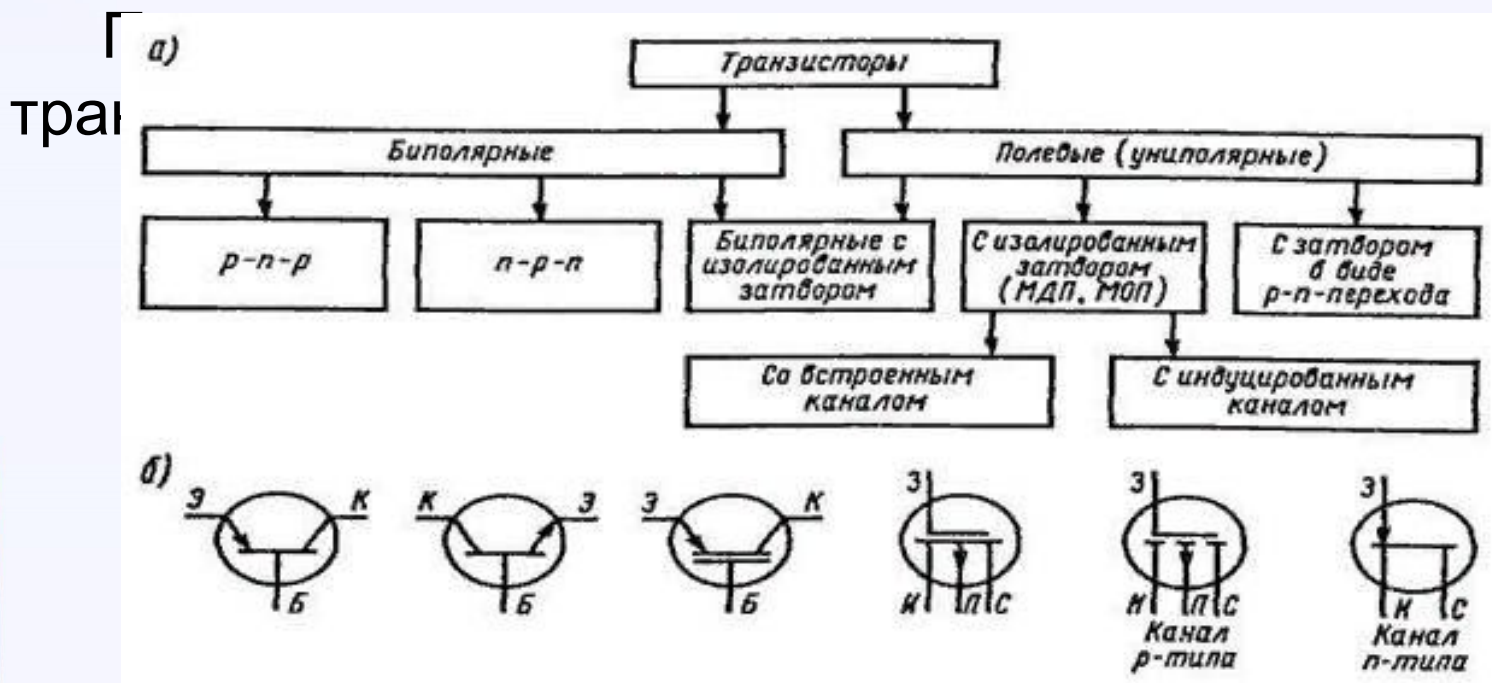 а)
Транзисторы
Биполярные
Полевые (униполярные)
p-n-p
n-p-n
Биполярные с
изолированным
затвором
С изолированным
затвором
(МДП, МОП)
С затвором
в виде
p-n-перехода
Со встроенным
каналом
С индуцированным
каналом
б)
Э К
Б
К Э
Б
Э К
Б
З
И П С
З
И П С
Канал
p-типа
З
И С
Канал
n-типа